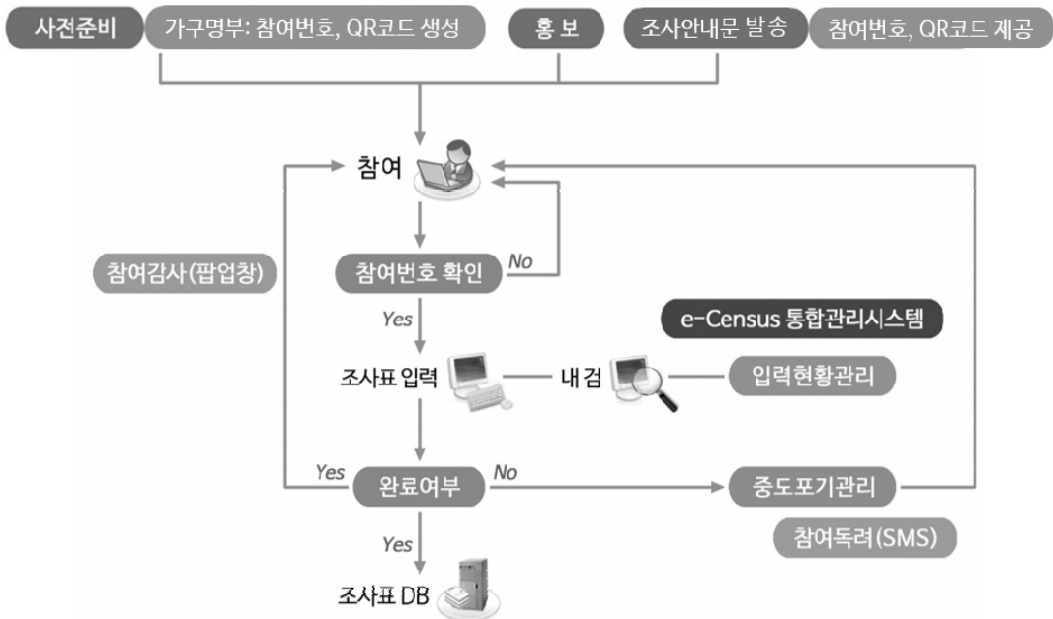 사전준비
가구명부: 참여번호, QR코드 생성
홍 보
조사안내문 발송
참여번호, QR코드 제공
참여
참여감사(팝업창)
참여번호 확인
No
Yes
e-Census 통합관리시스템
조사표 입력
내 검
입력현황관리
Yes
완료여부
No
중도포기관리
참여독려(SMS)
Yes
조사표 DB